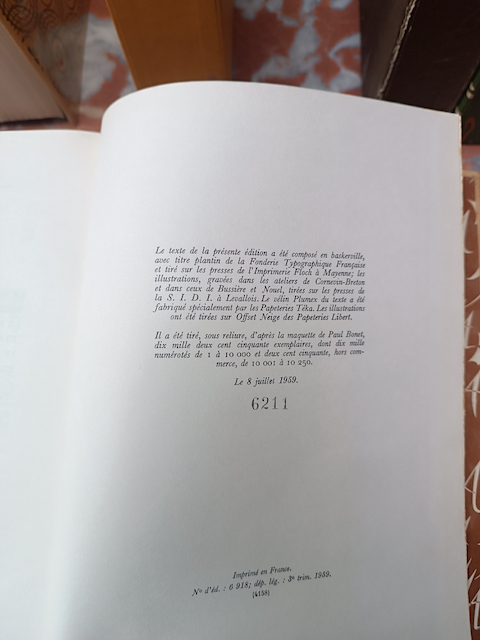 Le texte de la présente édition a été composé en baskerville,
avec titre plantin de la Fonderie Typographique Française
et tiré sur les presses de l'Imprimerie Floch à Mayenne; les
illustrations, gravées dans les ateliers de Cornevin-Breton
et dans ceux de Bussière et Nouel, tirées sur les presses de
la S. I. D. I. à Levallois. Le vélin Plumex du texte a été
fabriqué spécialement par les Papeteries Téka. Les illustrations
ont été tirées sur Offset Neige des Papeteries Libert.
Il a été tiré, sous reliure, d'après la maquette de Paul Bonet,
dix mille deux cent cinquante exemplaires, dont dix mille
numérotés de 1 à 10 000 et deux cent cinquante, hors com-
merce, de 10 001 à 10 250.
Le 8 juillet 1959.
6211
Imprimé en France.
Nº d'éd. : 6 918; dép. lég. : 3e trim. 1959.
(4158)